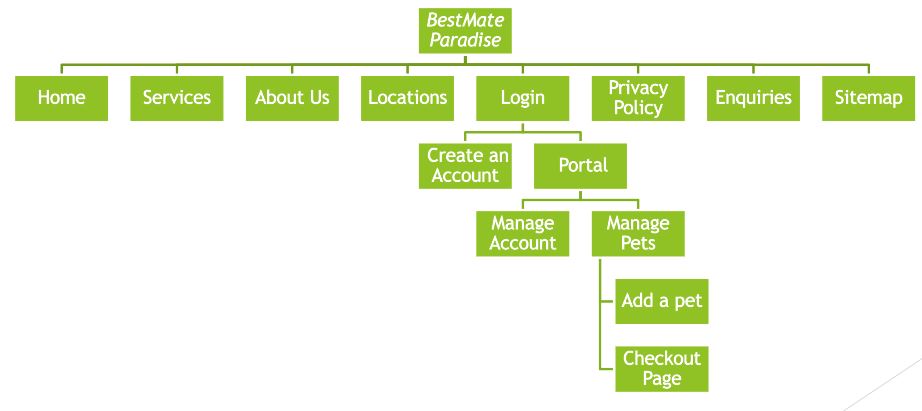 BestMate
Paradise
Home
Services
About Us
Locations
Login
Privacy
Policy
Enquiries
Sitemap
Create an
Account
Portal
Manage
Account
Manage
Pets
Add a pet
Checkout
Page